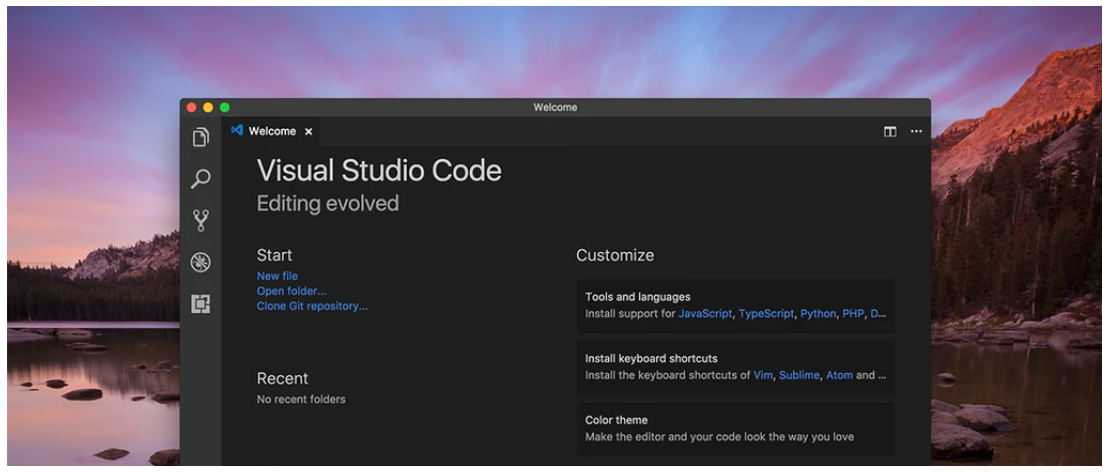 Welcome
Welcome
Visual Studio Code
Editing evolved
Start
New file
Open folder...
Clone Git repository...
Recent
No recent folders
Customize
Tools and languages
Install support for JavaScript, TypeScript, Python, PHP, D...
Install keyboard shortcuts
Install the keyboard shortcuts of Vim, Sublime, Atom and ...
Color theme
Make the editor and your code look the way you love